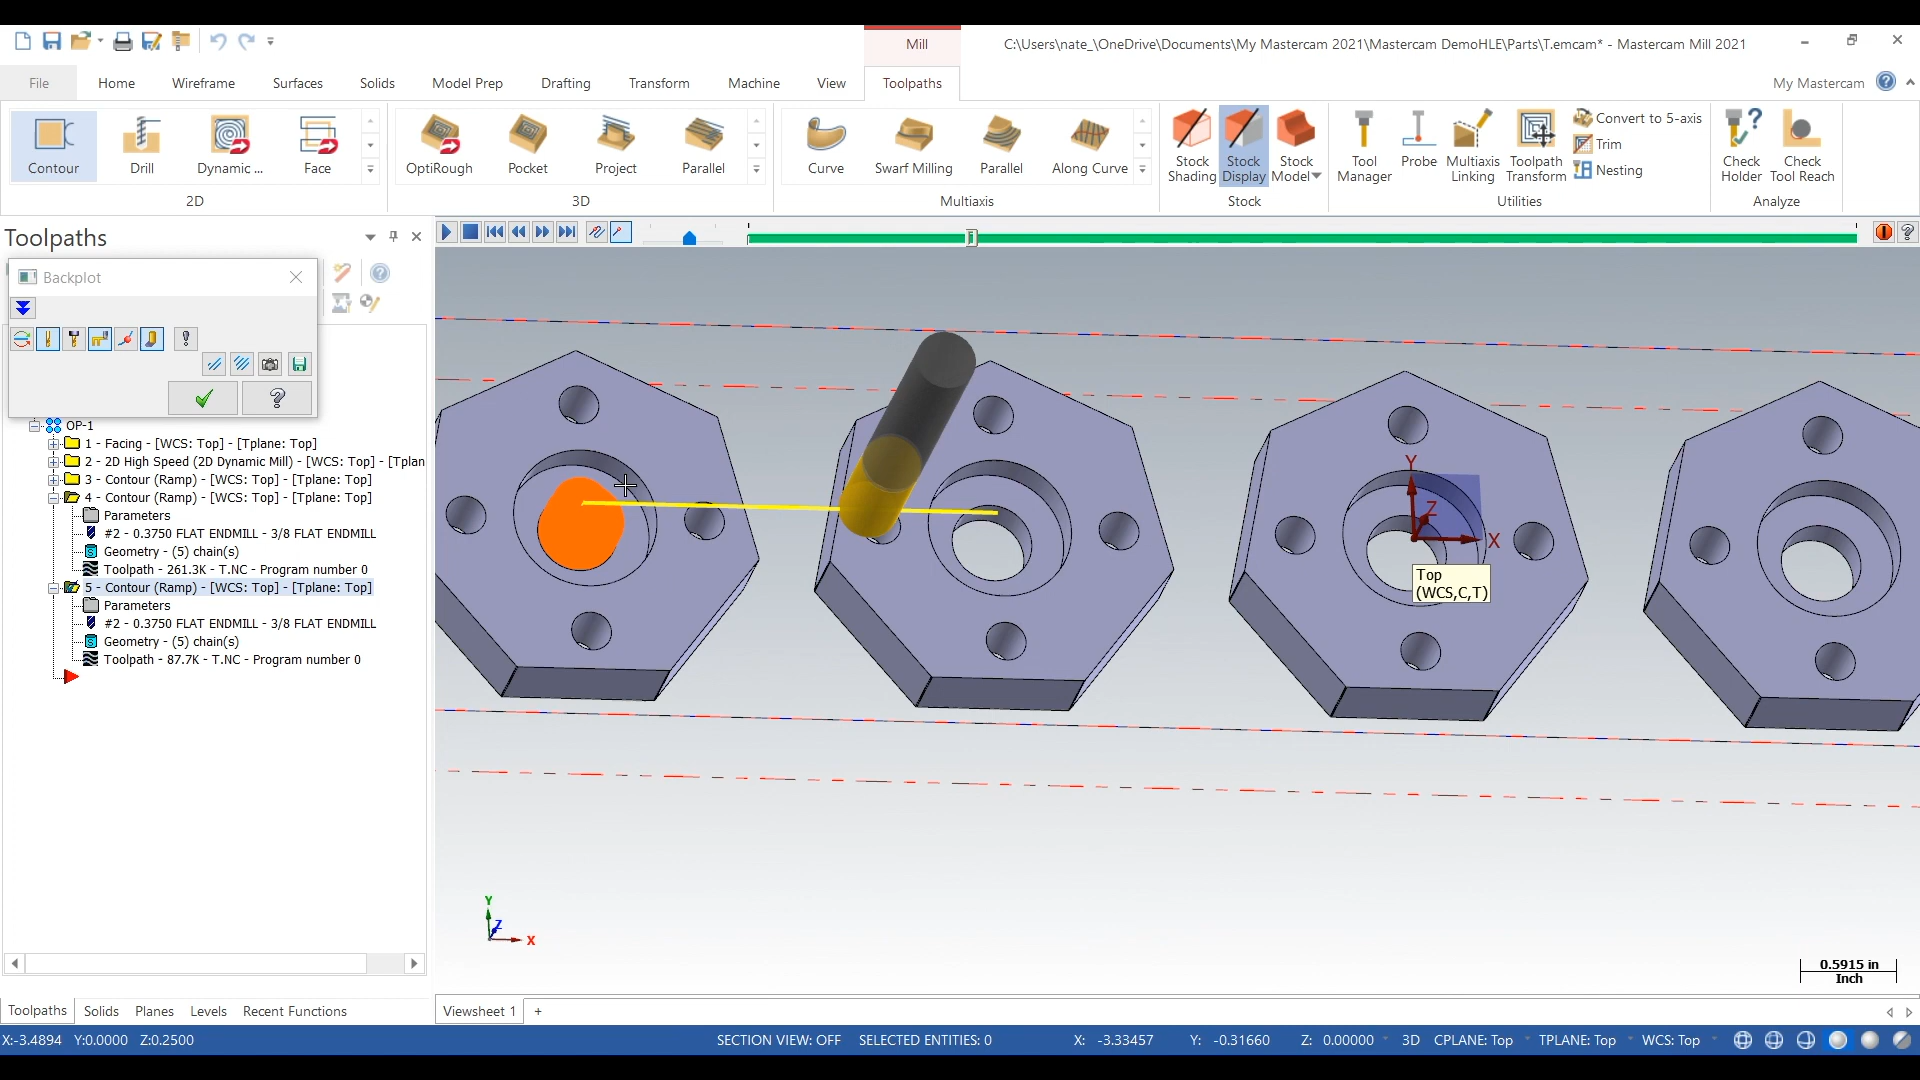 Mill
C:\Users\nate_\OneDrive\Documents\My Mastercam 2021\Mastercam DemoHLE\Parts\T.emcam* - Mastercam Mill 2021
File
Home
Wireframe
Surfaces
Solids
Model Prep
Drafting
Transform
Machine
View
Toolpaths
My Mastercam
Contour
Drill
Dynamic ...
Face
OptiRough
Pocket
Project
Parallel
Curve
Swarf Milling
Parallel
Along Curve
Stock Shading
Stock Display
Stock Model
Tool Manager
Probe
Multiaxis Linking
Toolpath Transform
Convert to 5-axis
Trim
Nesting
Check Holder
Check Tool Reach
2D
3D
Multiaxis
Stock
Utilities
Analyze
Toolpaths
Backplot
OP-1
1 - Facing - [WCS: Top] - [Tplane: Top]
2 - 2D High Speed (2D Dynamic Mill) - [WCS: Top] - [Tplan
3 - Contour (Ramp) - [WCS: Top] - [Tplane: Top]
4 - Contour (Ramp) - [WCS: Top] - [Tplane: Top]
Parameters
#2 - 0.3750 FLAT ENDMILL - 3/8 FLAT ENDMILL
Geometry - (5) chain(s)
Toolpath - 261.3K - T.NC - Program number 0
5 - Contour (Ramp) - [WCS: Top] - [Tplane: Top]
Parameters
#2 - 0.3750 FLAT ENDMILL - 3/8 FLAT ENDMILL
Geometry - (5) chain(s)
Toolpath - 87.7K - T.NC - Program number 0
Y
Z
X
Top
(WCS,C,T)
Y
Z
X
0.5915 in
Inch
Toolpaths
Solids
Planes
Levels
Recent Functions
Viewsheet 1
+
X:-3.4894 Y:0.0000 Z:0.2500
SECTION VIEW: OFF
SELECTED ENTITIES: 0
X: -3.33457
Y: -0.31660
Z: 0.00000
3D
CPLANE: Top
TPLANE: Top
WCS: Top